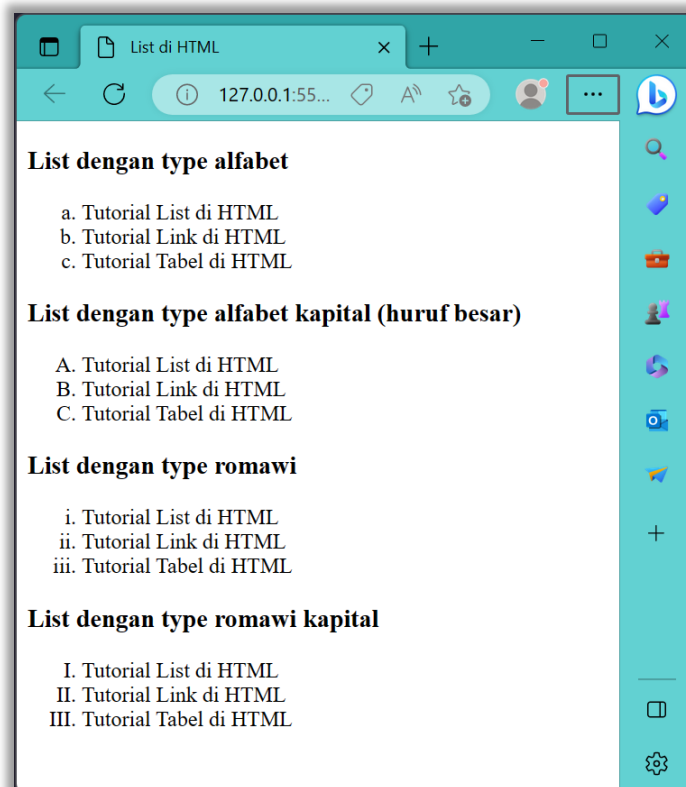 List di HTML
127.0.0.1:55...
List dengan type alfabet
a. Tutorial List di HTML
b. Tutorial Link di HTML
c. Tutorial Tabel di HTML
List dengan type alfabet kapital (huruf besar)
A. Tutorial List di HTML
B. Tutorial Link di HTML
C. Tutorial Tabel di HTML
List dengan type romawi
i. Tutorial List di HTML
ii. Tutorial Link di HTML
iii. Tutorial Tabel di HTML
List dengan type romawi kapital
I. Tutorial List di HTML
II. Tutorial Link di HTML
III. Tutorial Tabel di HTML